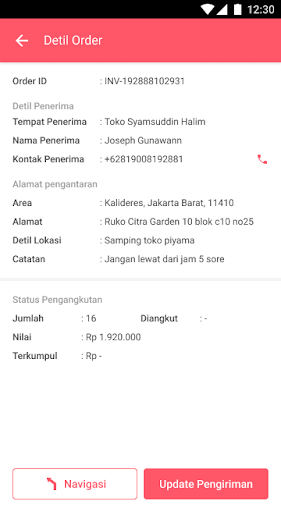 12:30
Detil Order
Order ID : INV-192888102931
Detil Penerima
Tempat Penerima : Toko Syamsuddin Halim
Nama Penerima : Joseph Gunawann
Kontak Penerima : +62819008192881
Alamat pengantaran
Area : Kalideres, Jakarta Barat, 11410
Alamat : Ruko Citra Garden 10 blok c10 no25
Detil Lokasi : Samping toko piyama
Catatan : Jangan lewat dari jam 5 sore
Status Pengangkutan
Jumlah : 16 Diangkut : -
Nilai : Rp 1.920.000
Terkumpul : Rp -
Navigasi Update Pengiriman